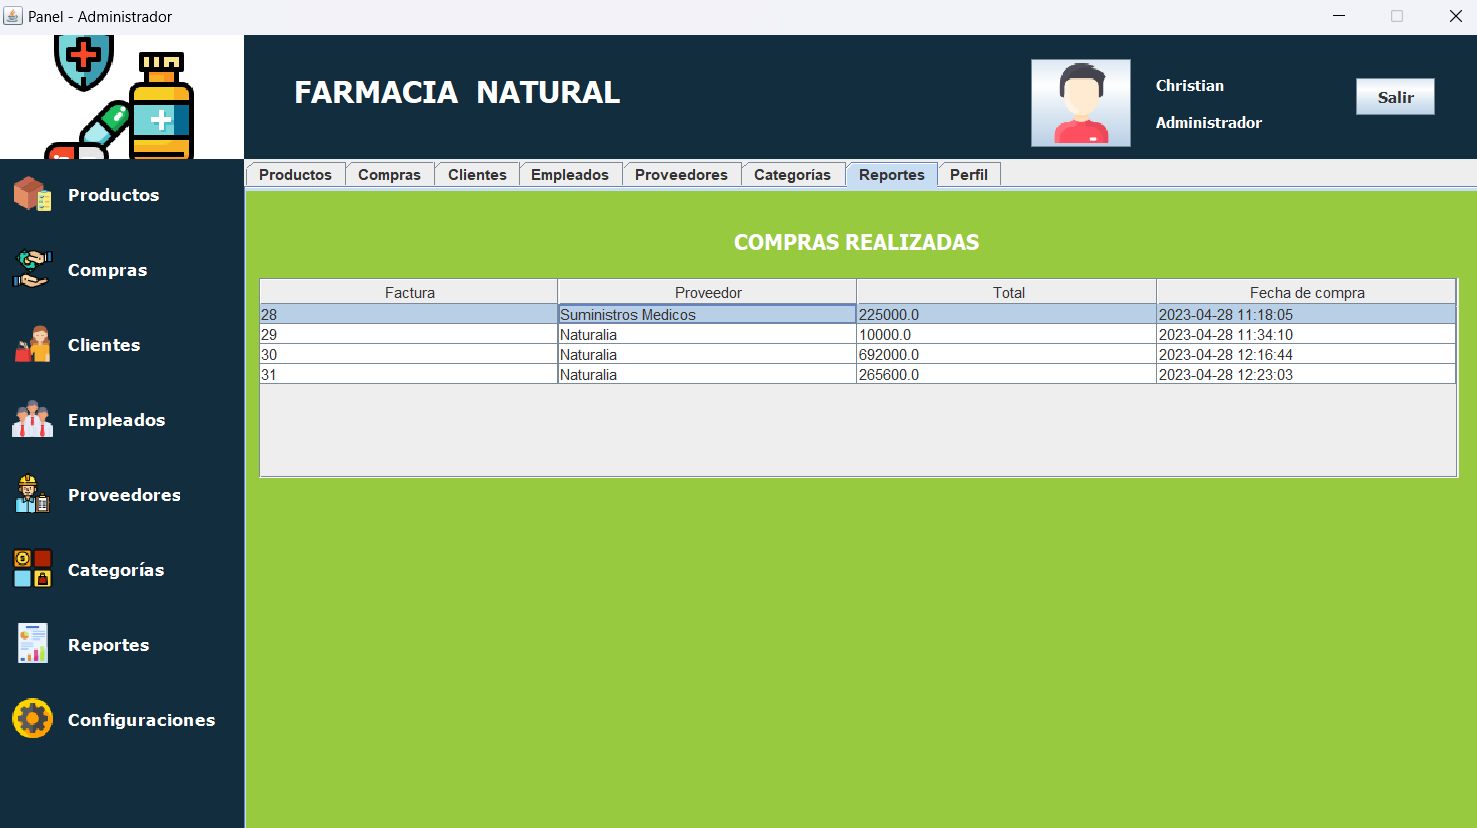 Panel - Administrador
FARMACIA NATURAL
Christian
Administrador
Salir
Productos
Compras
Clientes
Empleados
Proveedores
Categorías
Reportes
Configuraciones
Productos Compras Clientes Empleados Proveedores Categorias Reportes Perfil
COMPRAS REALIZADAS
Factura Proveedor Total Fecha de compra
28 Suministros Medicos 225000.0 2023-04-28 11:18:05
29 Naturalia 10000.0 2023-04-28 11:34:10
30 Naturalia 692000.0 2023-04-28 12:16:44
31 Naturalia 265600.0 2023-04-28 12:23:03